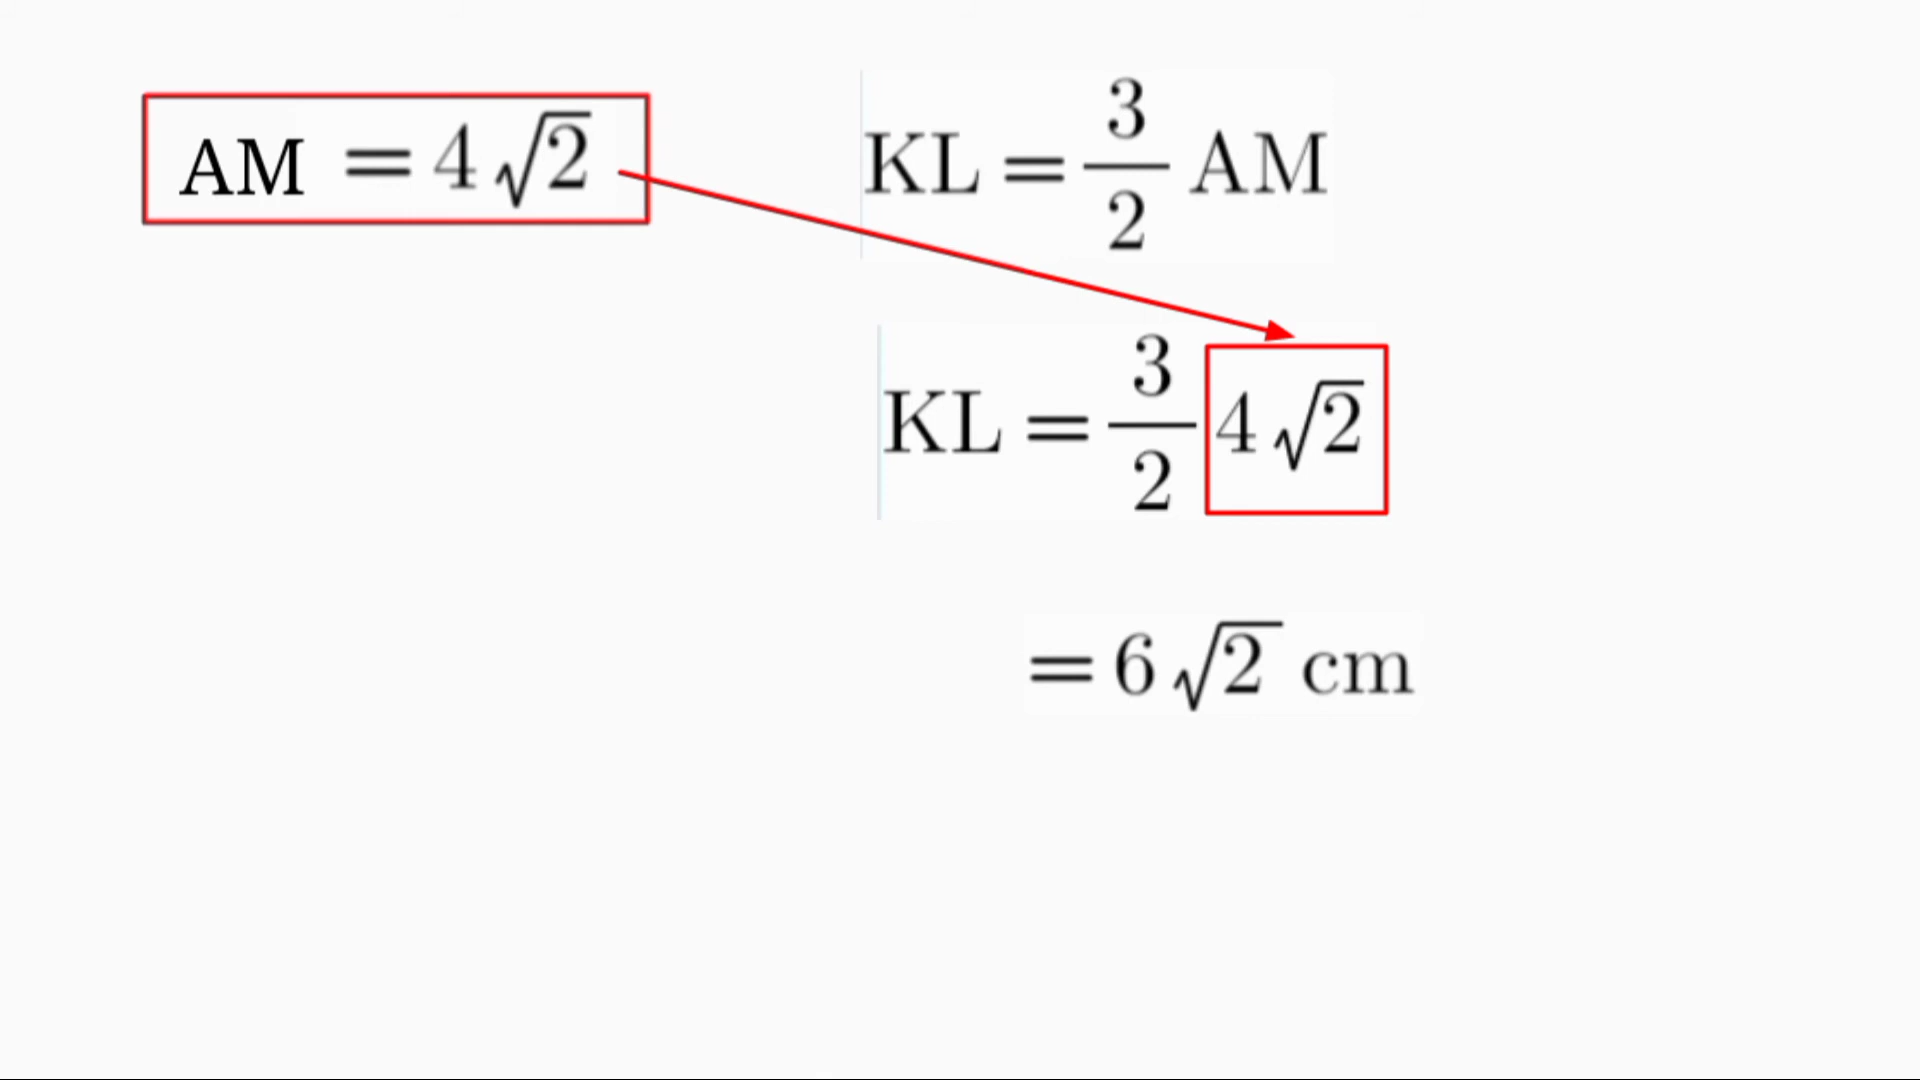 AM = 4√2
KL = 3/2 AM
KL = 3/2 4√2
= 6√2 cm